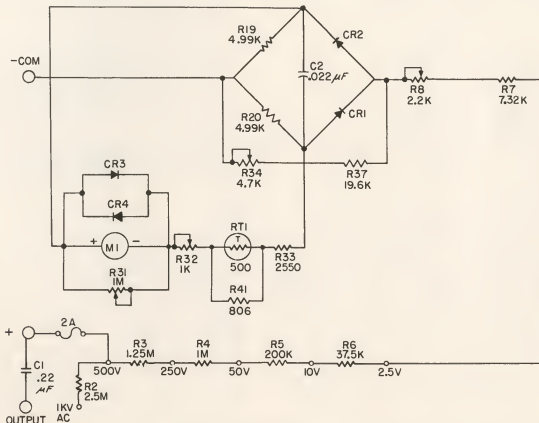 R19
4.99K
CR2
C2
.022μF
-COM
R8
2.2K
R7
7.32K
R20
4.99K
CR1
CR3
R34
4.7K
R37
19.6K
CR4
+ M1 -
RT1
T
500
R32
1K
R33
2550
R31
1M
R41
806
+
2A
C1
.22
μF
R3
1.25M
R4
1M
R5
200K
R6
37.5K
500V
250V
50V
10V
2.5V
R2
2.5M
1KV
AC
OUTPUT